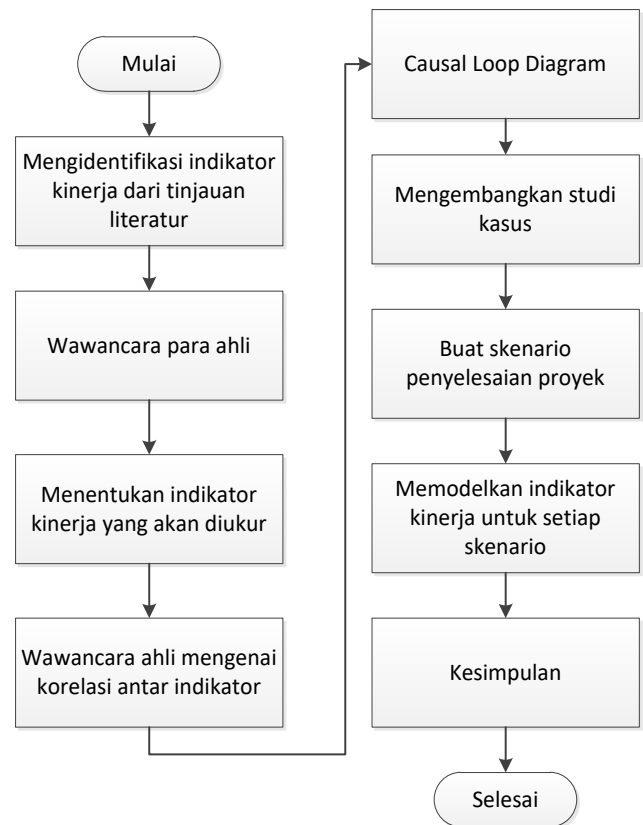 Mulai
Mengidentifikasi indikator
kinerja dari tinjauan
literatur
Wawancara para ahli
Menentukan indikator
kinerja yang akan diukur
Wawancara ahli mengenai
korelasi antar indikator
Causal Loop Diagram
Mengembangkan studi
kasus
Buat skenario
penyelesaian proyek
Memodelkan indikator
kinerja untuk setiap
skenario
Kesimpulan
Selesai